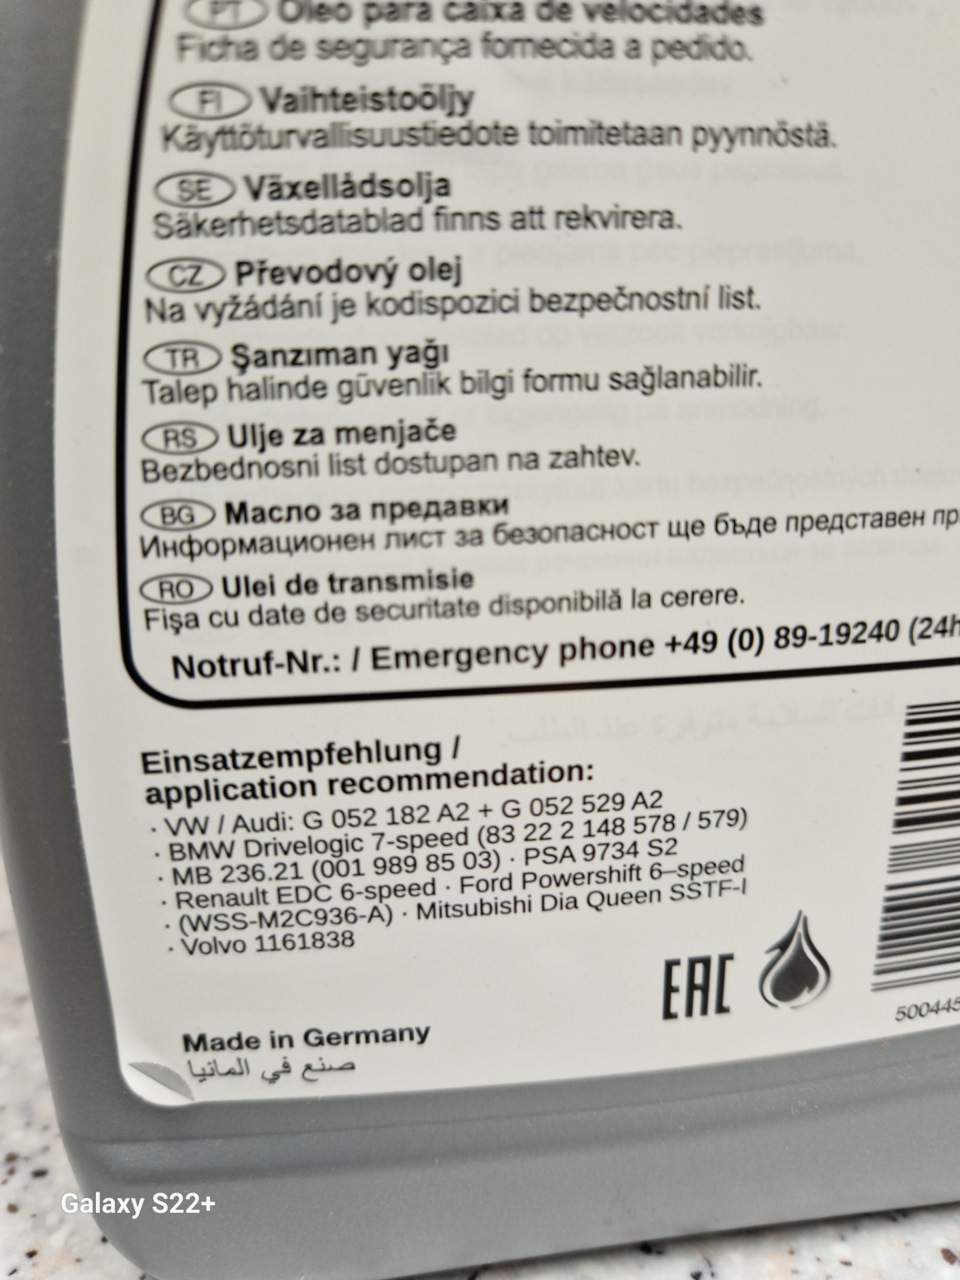 PT Óleo para caixa de velocidades
Ficha de segurança fornecida a pedido.
FI Vaihteistoöljy
Käyttöturvallisuustiedote toimitetaan pyynnöstä.
SE Växellådsolja
Säkerhetsdatablad finns att rekvirera.
CZ Převodový olej
Na vyžádání je kodispozici bezpečnostní list.
TR Şanzıman yağı
Talep halinde güvenlik bilgi formu sağlanabilir.
RS Ulje za menjače
Bezbednosni list dostupan na zahtev.
BG Масло за предавки
Информационен лист за безопасност ще бъде представен пр
RO Ulei de transmisie
Fişa cu date de securitate disponibilă la cerere.
Notruf-Nr.: / Emergency phone +49 (0) 89-19240 (24h
Einsatzempfehlung /
application recommendation:
· VW / Audi: G 052 182 A2 + G 052 529 A2
· BMW Drivelogic 7-speed (83 22 2 148 578 / 579)
· MB 236.21 (001 989 85 03) · PSA 9734 S2
· Renault EDC 6-speed · Ford Powershift 6–speed
· (WSS-M2C936-A) · Mitsubishi Dia Queen SSTF-I
· Volvo 1161838
EAC
500445
Made in Germany
صنع في المانيا
Galaxy S22+